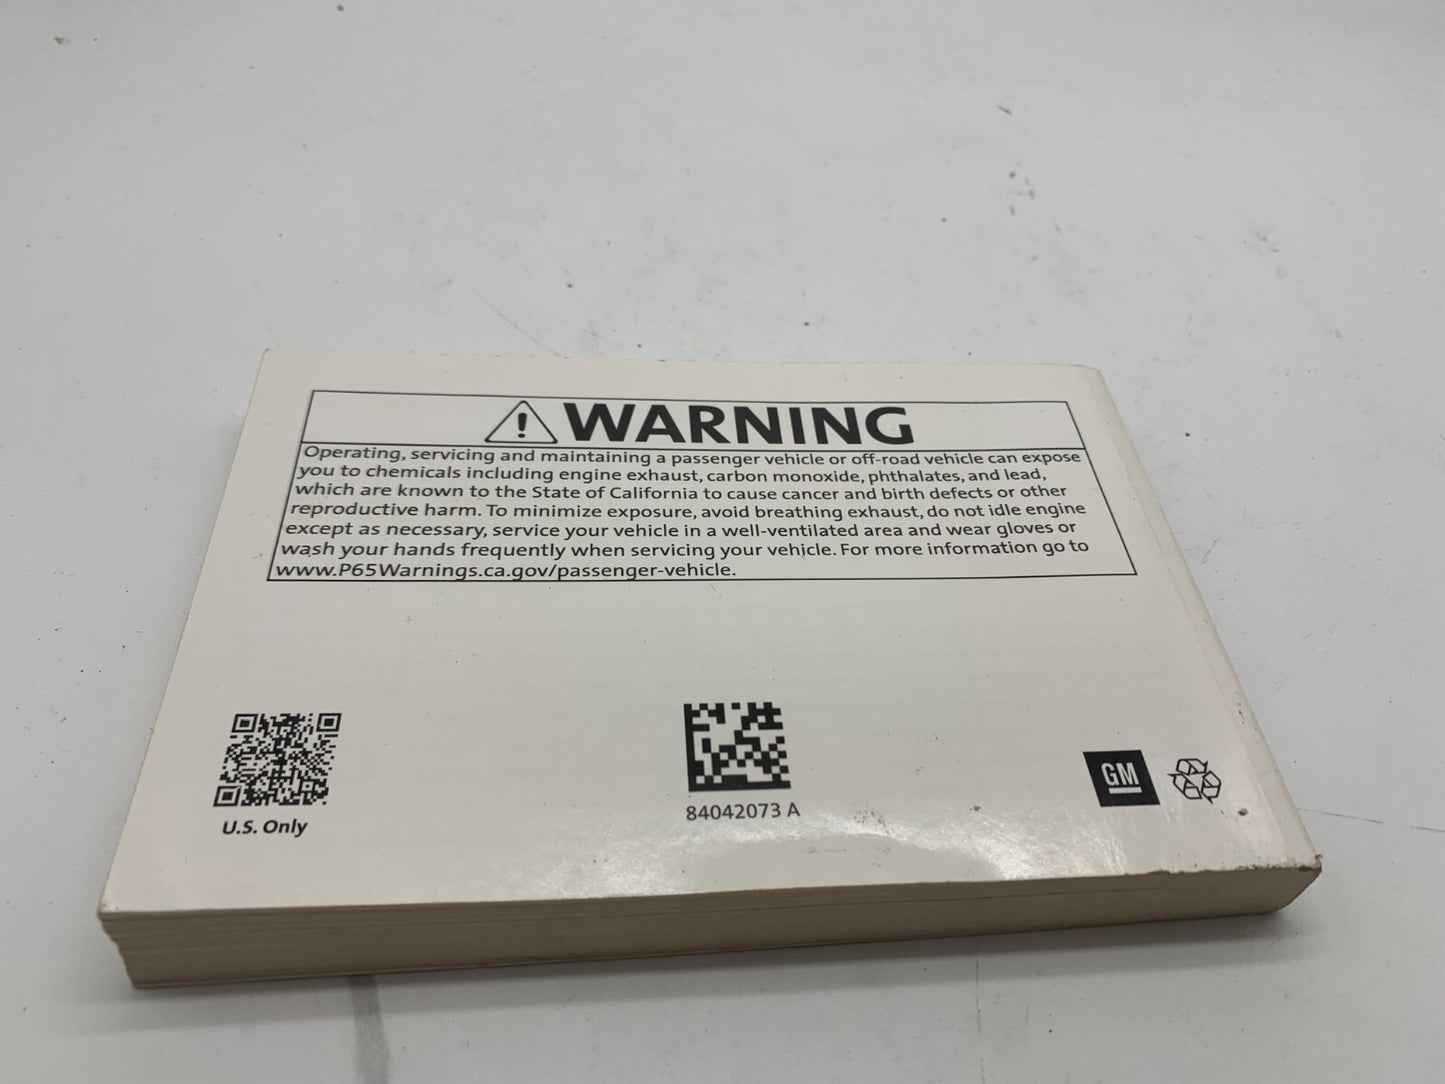 WARNING
Operating, servicing and maintaining a passenger vehicle or off-road vehicle can expose
you to chemicals including engine exhaust, carbon monoxide, phthalates, and lead,
which are known to the State of California to cause cancer and birth defects or other
reproductive harm. To minimize exposure, avoid breathing exhaust, do not idle engine
except as necessary, service your vehicle in a well-ventilated area and wear gloves or
wash your hands frequently when servicing your vehicle. For more information go to
www.P65Warnings.ca.gov/passenger-vehicle.
U.S. Only
84042073 A
GM